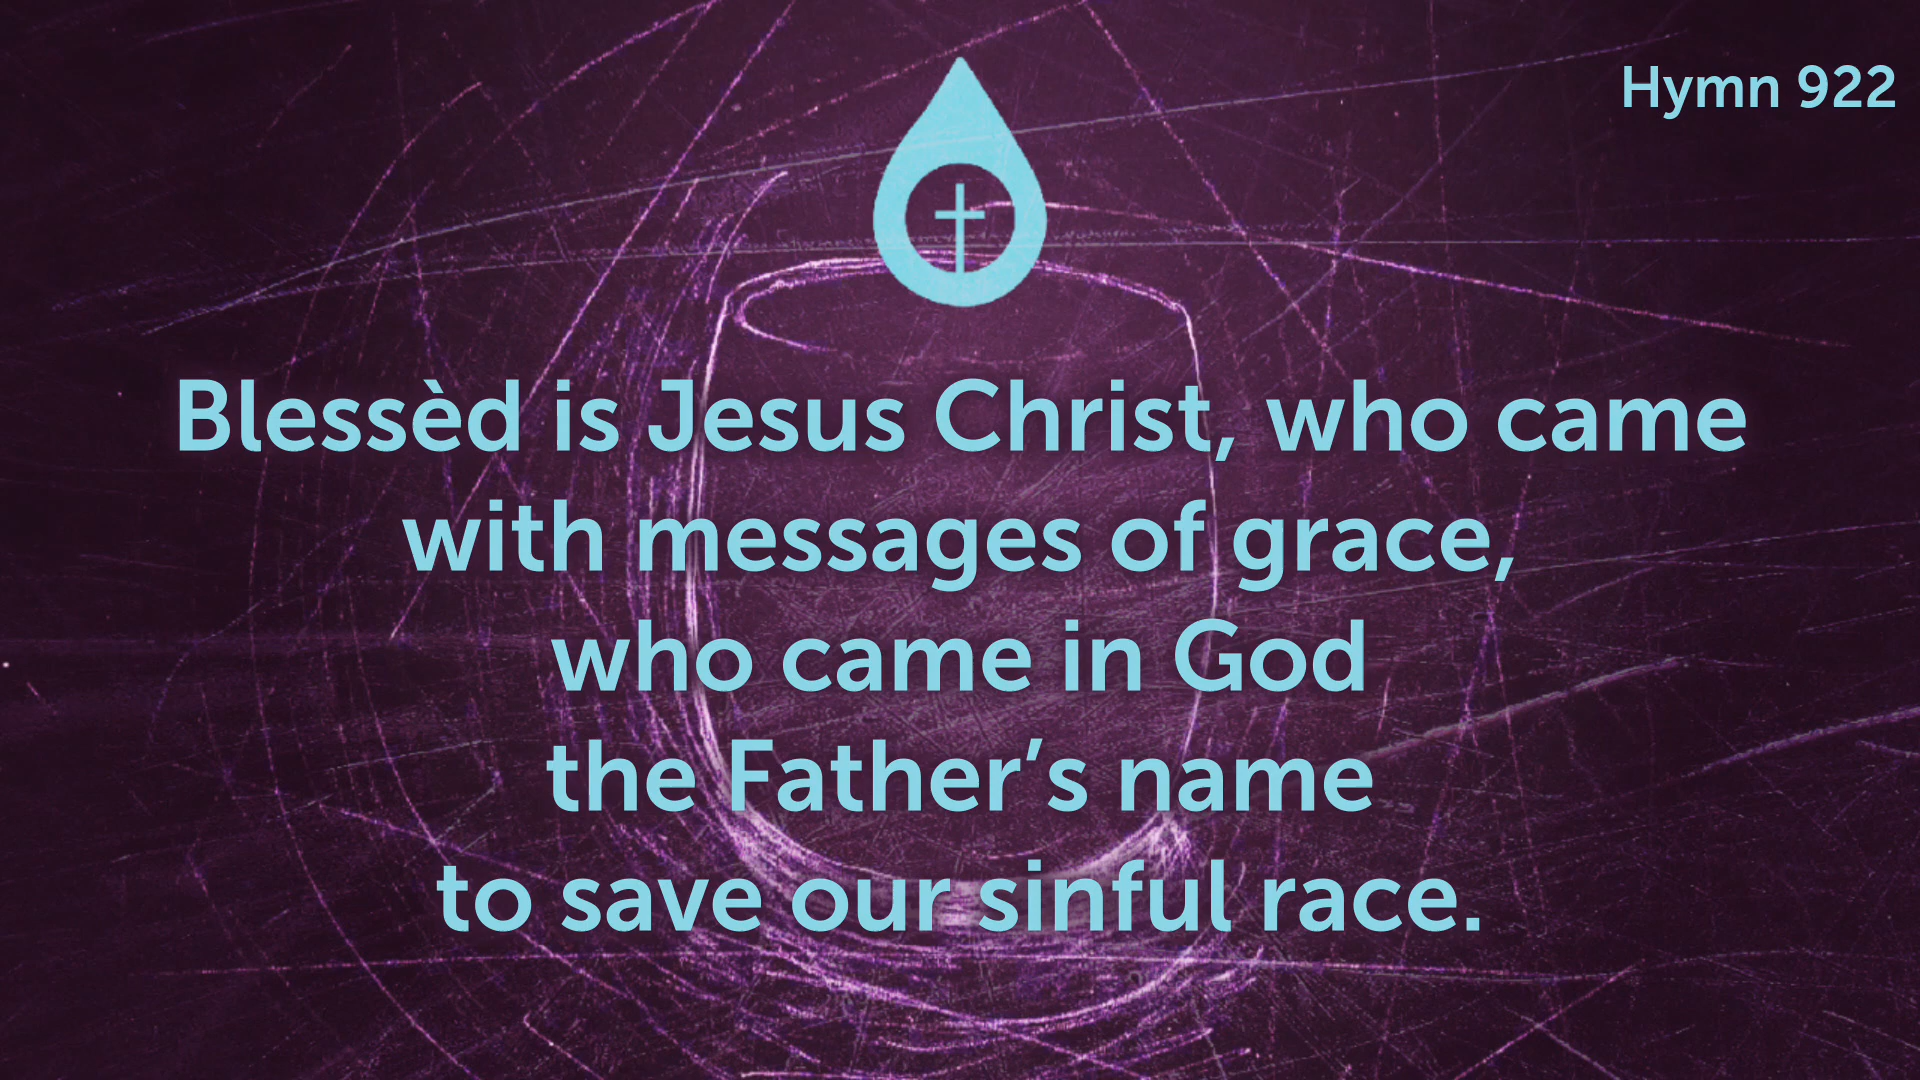 Hymn 922
Blessèd is Jesus Christ, who came
with messages of grace,
who came in God
the Father’s name
to save our sinful race.